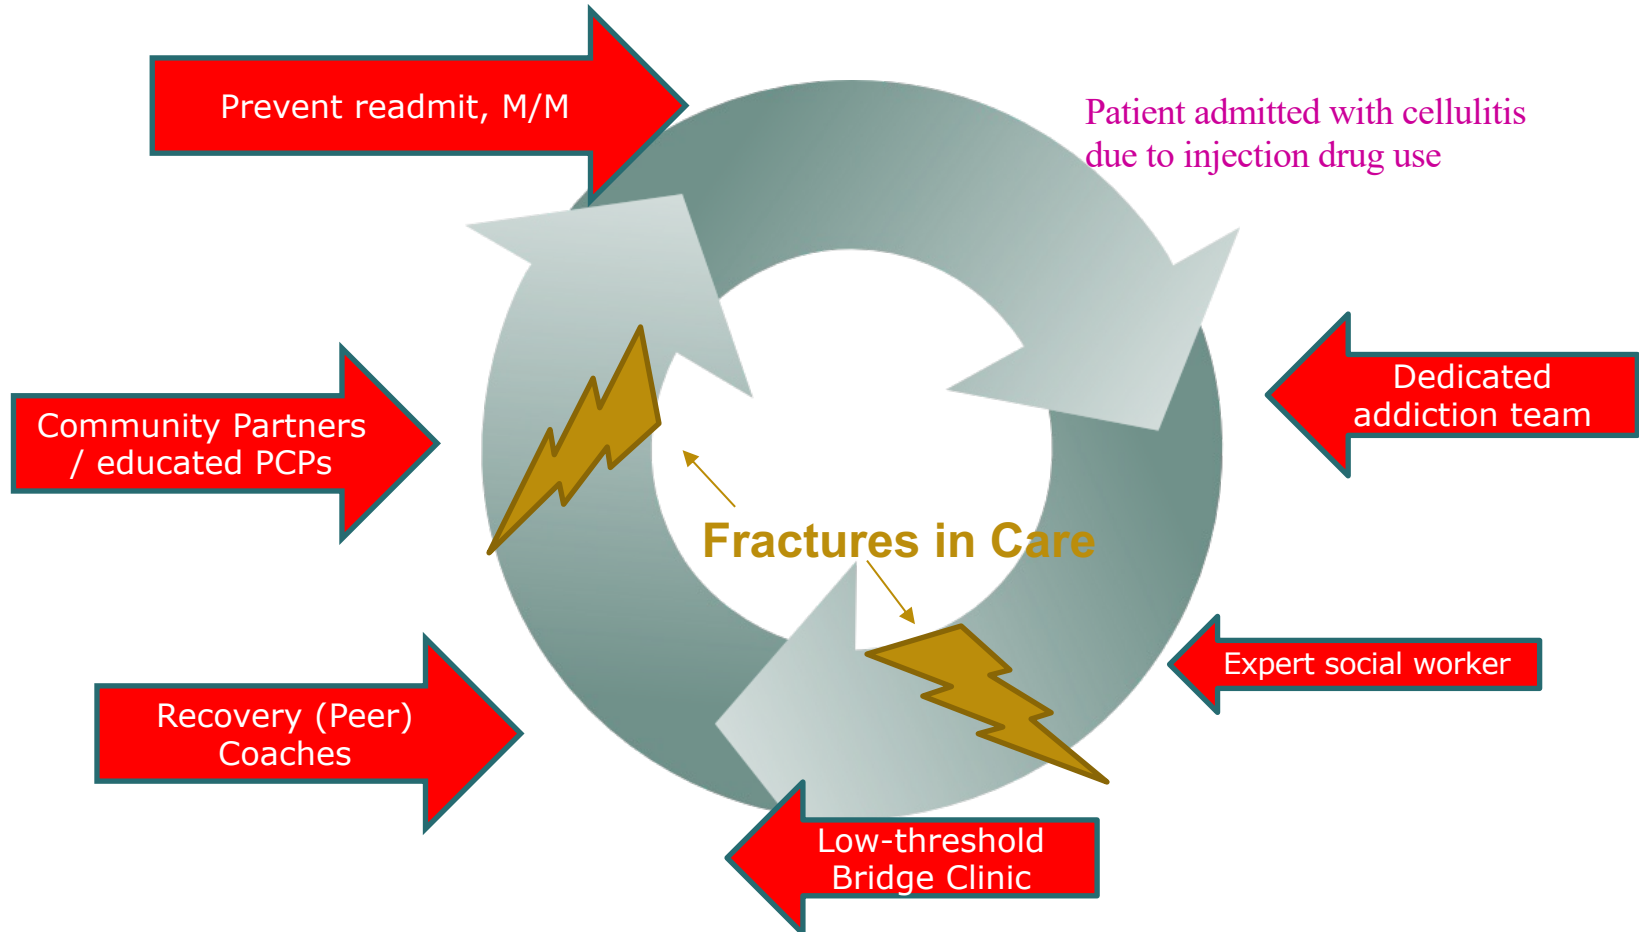 Prevent readmit, M/M
Patient admitted with cellulitis
due to injection drug use
Dedicated
addiction team
Community Partners
/ educated PCPs
Fractures in Care
Expert social worker
Recovery (Peer)
Coaches
Low-threshold
Bridge Clinic